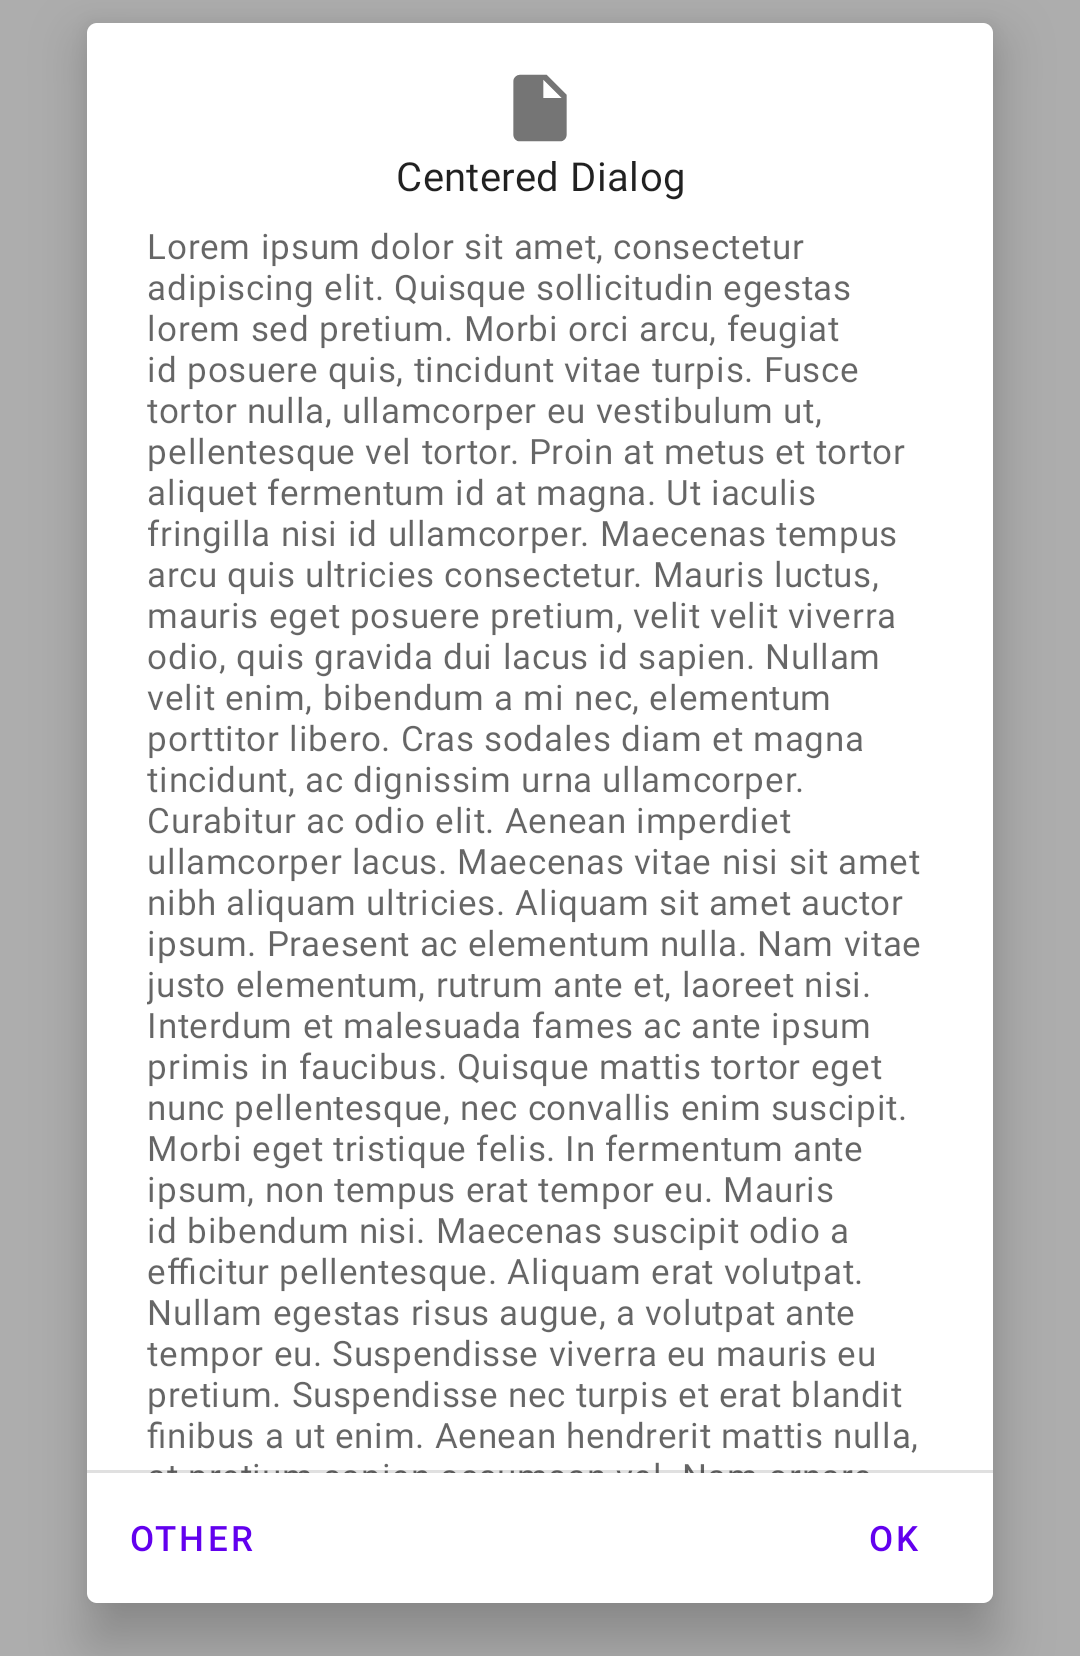 Centered Dialog
Lorem ipsum dolor sit amet, consectetur
adipiscing elit. Quisque sollicitudin egestas
lorem sed pretium. Morbi orci arcu, feugiat
id posuere quis, tincidunt vitae turpis. Fusce
tortor nulla, ullamcorper eu vestibulum ut,
pellentesque vel tortor. Proin at metus et tortor
aliquet fermentum id at magna. Ut iaculis
fringilla nisi id ullamcorper. Maecenas tempus
arcu quis ultricies consectetur. Mauris luctus,
mauris eget posuere pretium, velit velit viverra
odio, quis gravida dui lacus id sapien. Nullam
velit enim, bibendum a mi nec, elementum
porttitor libero. Cras sodales diam et magna
tincidunt, ac dignissim urna ullamcorper.
Curabitur ac odio elit. Aenean imperdiet
ullamcorper lacus. Maecenas vitae nisi sit amet
nibh aliquam ultricies. Aliquam sit amet auctor
ipsum. Praesent ac elementum nulla. Nam vitae
justo elementum, rutrum ante et, laoreet nisi.
Interdum et malesuada fames ac ante ipsum
primis in faucibus. Quisque mattis tortor eget
nunc pellentesque, nec convallis enim suscipit.
Morbi eget tristique felis. In fermentum ante
ipsum, non tempus erat tempor eu. Mauris
id bibendum nisi. Maecenas suscipit odio a
efficitur pellentesque. Aliquam erat volutpat.
Nullam egestas risus augue, a volutpat ante
tempor eu. Suspendisse viverra eu mauris eu
pretium. Suspendisse nec turpis et erat blandit
finibus a ut enim. Aenean hendrerit mattis nulla,
OTHER
OK